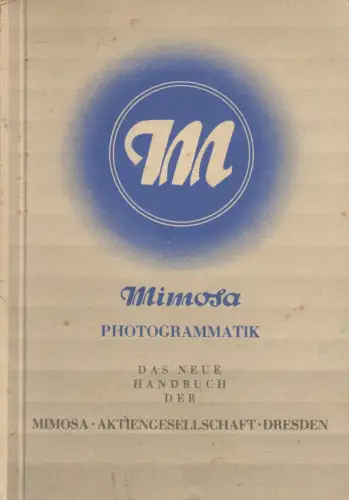 M
Mimosa
PHOTOGRAMMATIK
DAS NEUE
HANDBUCH
DER
MIMOSA · AKTIENGESELLSCHAFT · DRESDEN